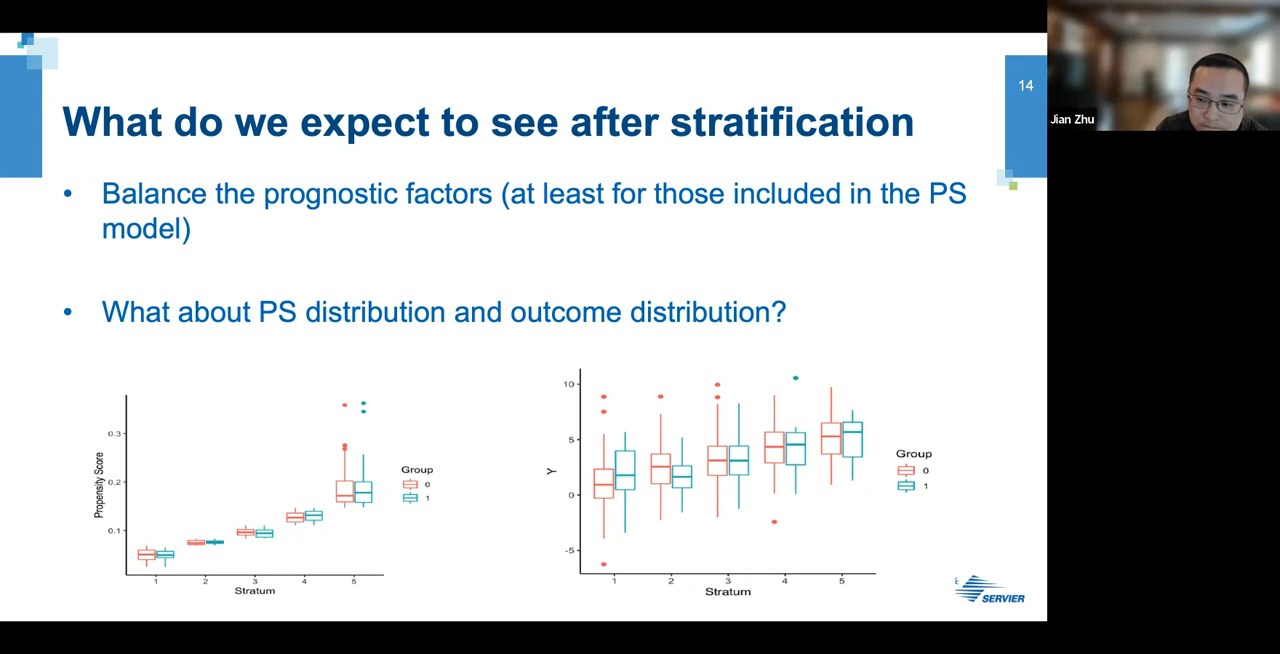 14
Jian Zhu
What do we expect to see after stratification
• Balance the prognostic factors (at least for those included in the PS
model)
• What about PS distribution and outcome distribution?
Propensity Score
0.3
0.2
0.1
1 2 3 4 5
Stratum
Group
0
1
Y
10
5
0
-5
1 2 3 4 5
Stratum
Group
0
1
SERVIER